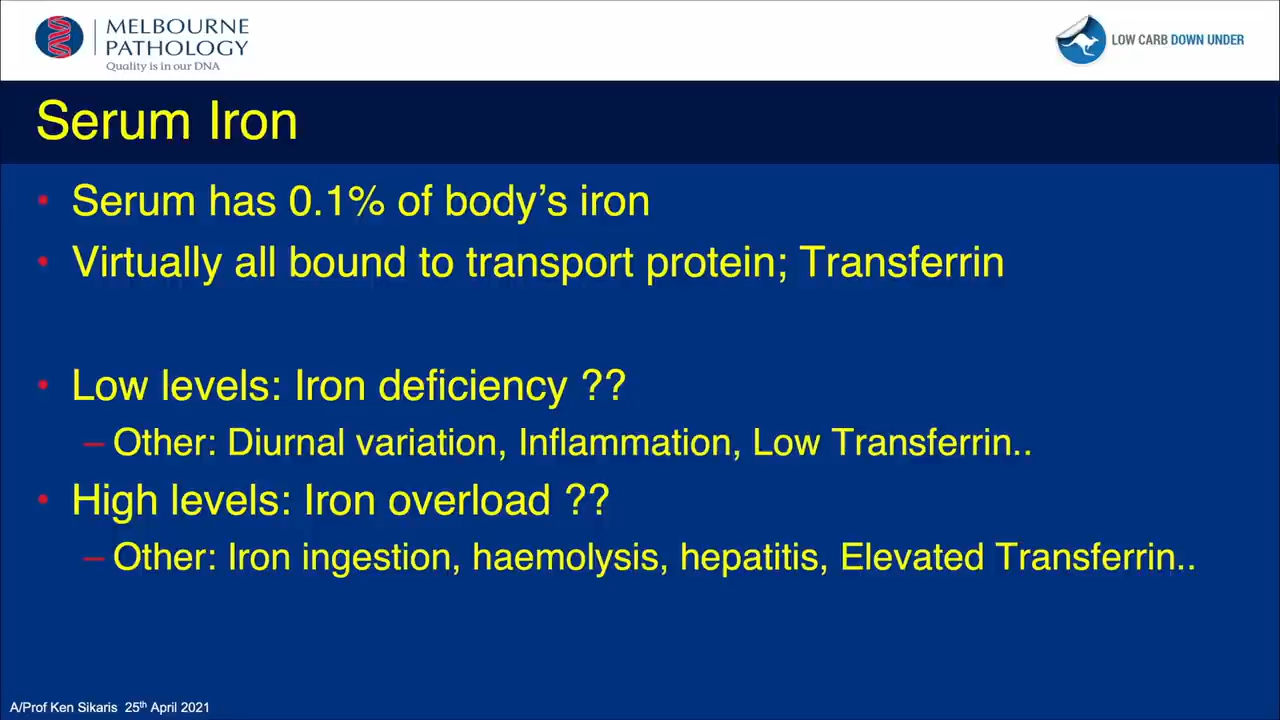 MELBOURNE
PATHOLOGY
Quality is in our DNA
LOW CARB DOWN UNDER
Serum Iron
• Serum has 0.1% of body’s iron
• Virtually all bound to transport protein; Transferrin
• Low levels: Iron deficiency ??
– Other: Diurnal variation, Inflammation, Low Transferrin..
• High levels: Iron overload ??
– Other: Iron ingestion, haemolysis, hepatitis, Elevated Transferrin..
A/Prof Ken Sikaris 25th April 2021